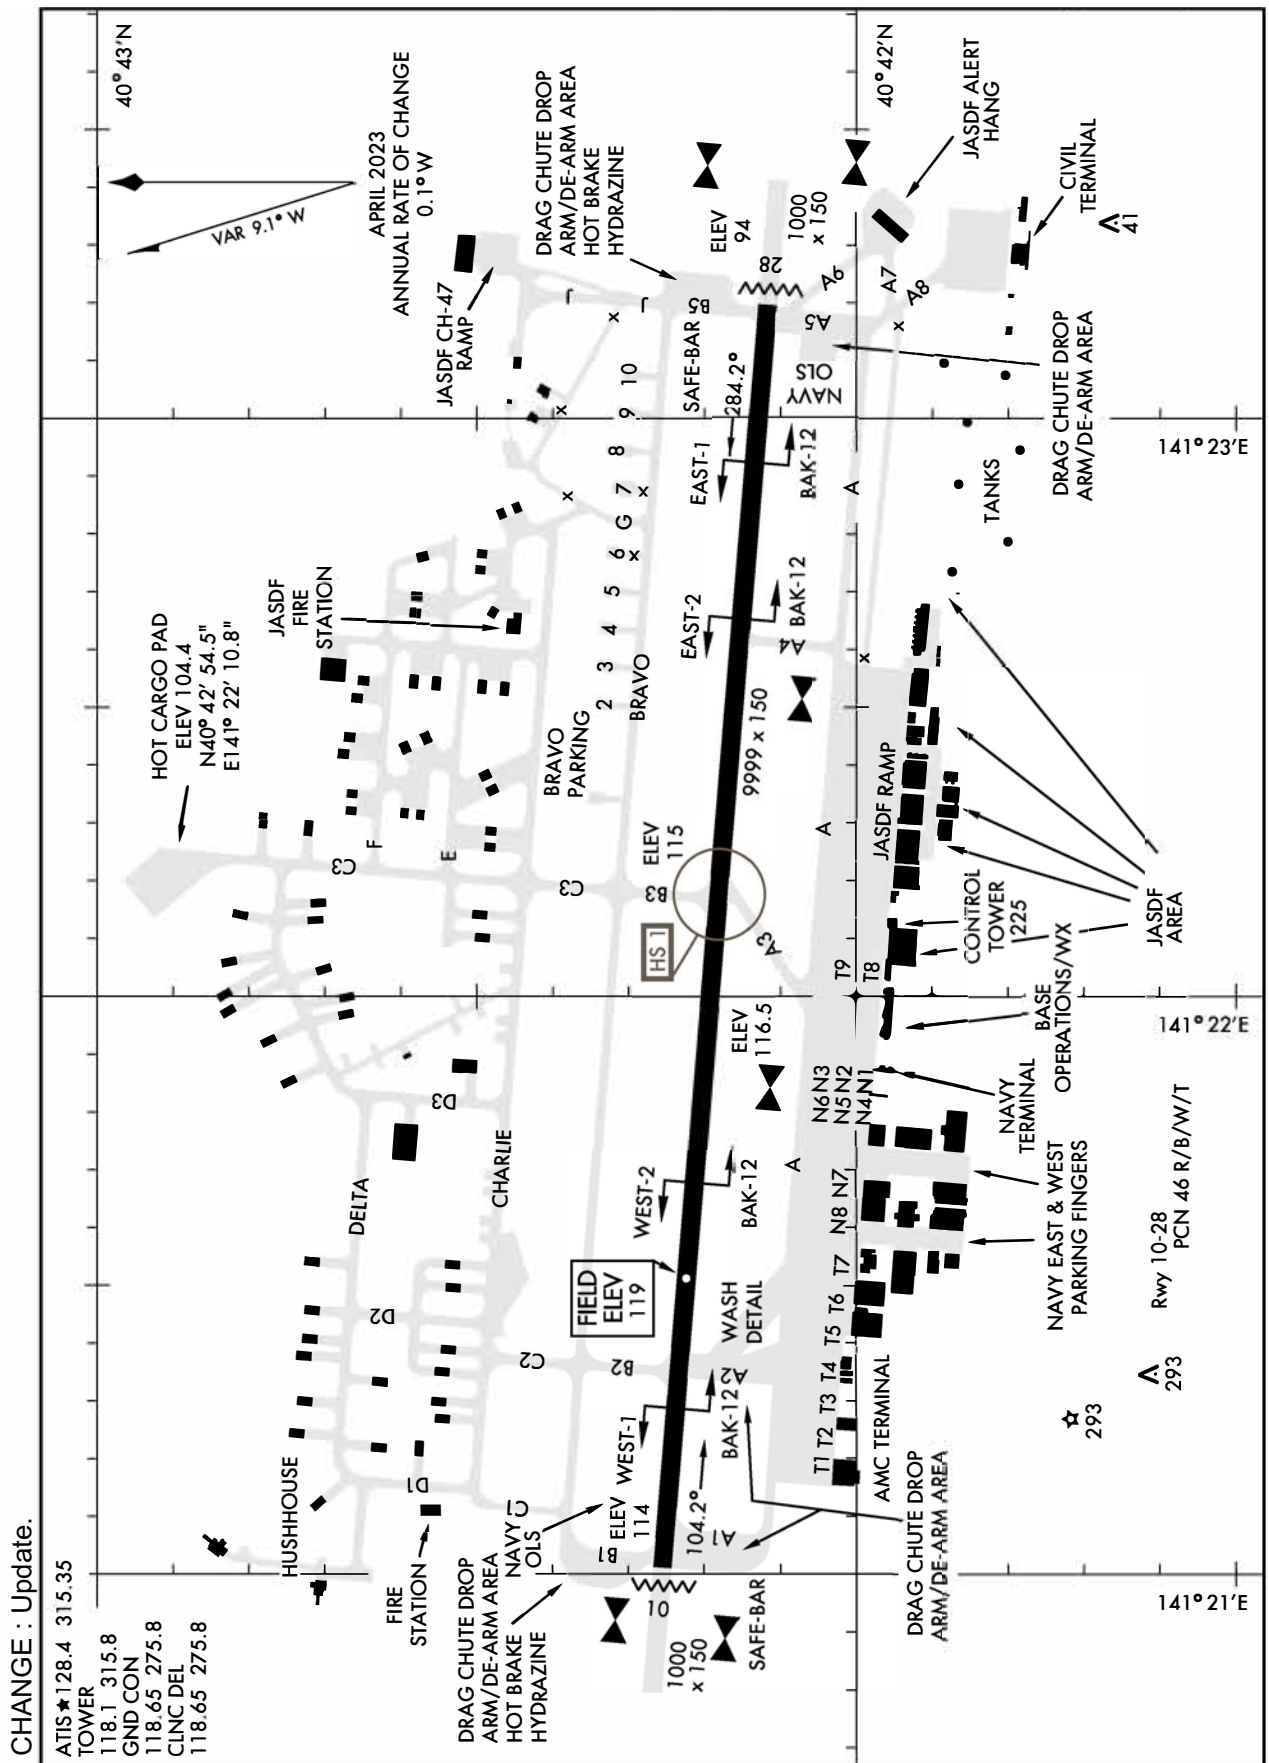 CHANGE : Update.
ATIS ★ 128.4 315.35
TOWER
118.1 315.8
GND CON
118.65 275.8
CLNC DEL
118.65 275.8
40° 43' N
VAR 9.1° W
APRIL 2023
ANNUAL RATE OF CHANGE
0.1° W
HOT CARGO PAD
ELEV 104.4
N40° 42' 54.5"
E141° 22' 10.8"
JASDF
FIRE
STATION
JASDF CH-47
RAMP
DRAG CHUTE DROP
ARM/DE-ARM AREA
HOT BRAKE
HYDRAZINE
HUSHHOUSE
DELTA
D1
D2
D3
CHARLIE
C1
C2
C3
C3
F
E
J
J
FIRE
STATION
DRAG CHUTE DROP
ARM/DE-ARM AREA
HOT BRAKE
HYDRAZINE
NAVY
OLS
BRAVO
PARKING
BRAVO
2
3
4
5
6
G
7
8
9
10
x
x
x
x
x
x
x
x
B1
B2
B3
B5
ELEV
114
WEST-1
FIELD
ELEV
119
WEST-2
HS 1
ELEV
115
EAST-2
EAST-1
SAFE-BAR
284.2°
ELEV
94
1000
x 150
28
10
1000
x 150
SAFE-BAR
104.2°
BAK-12
BAK-12
BAK-12
BAK-12
9999 x 150
ELEV
116.5
A1
A2
A3
A4
A5
A6
A7
A8
A
A
A
WASH
DETAIL
NAVY
OLS
40° 42' N
JASDF ALERT
HANG
CIVIL
TERMINAL
41
T1 T2 T3 T4 T5 T6 T7
N8 N7
N6 N3
N5 N2
N4 N1
T9
T8
AMC TERMINAL
JASDF RAMP
CONTROL
TOWER
225
TANKS
DRAG CHUTE DROP
ARM/DE-ARM AREA
DRAG CHUTE DROP
ARM/DE-ARM AREA
NAVY EAST & WEST
PARKING FINGERS
NAVY
TERMINAL
BASE
OPERATIONS/WX
JASDF
AREA
293
293
Rwy 10-28
PCN 46 R/B/W/T
141° 21'E
141° 22'E
141° 23'E